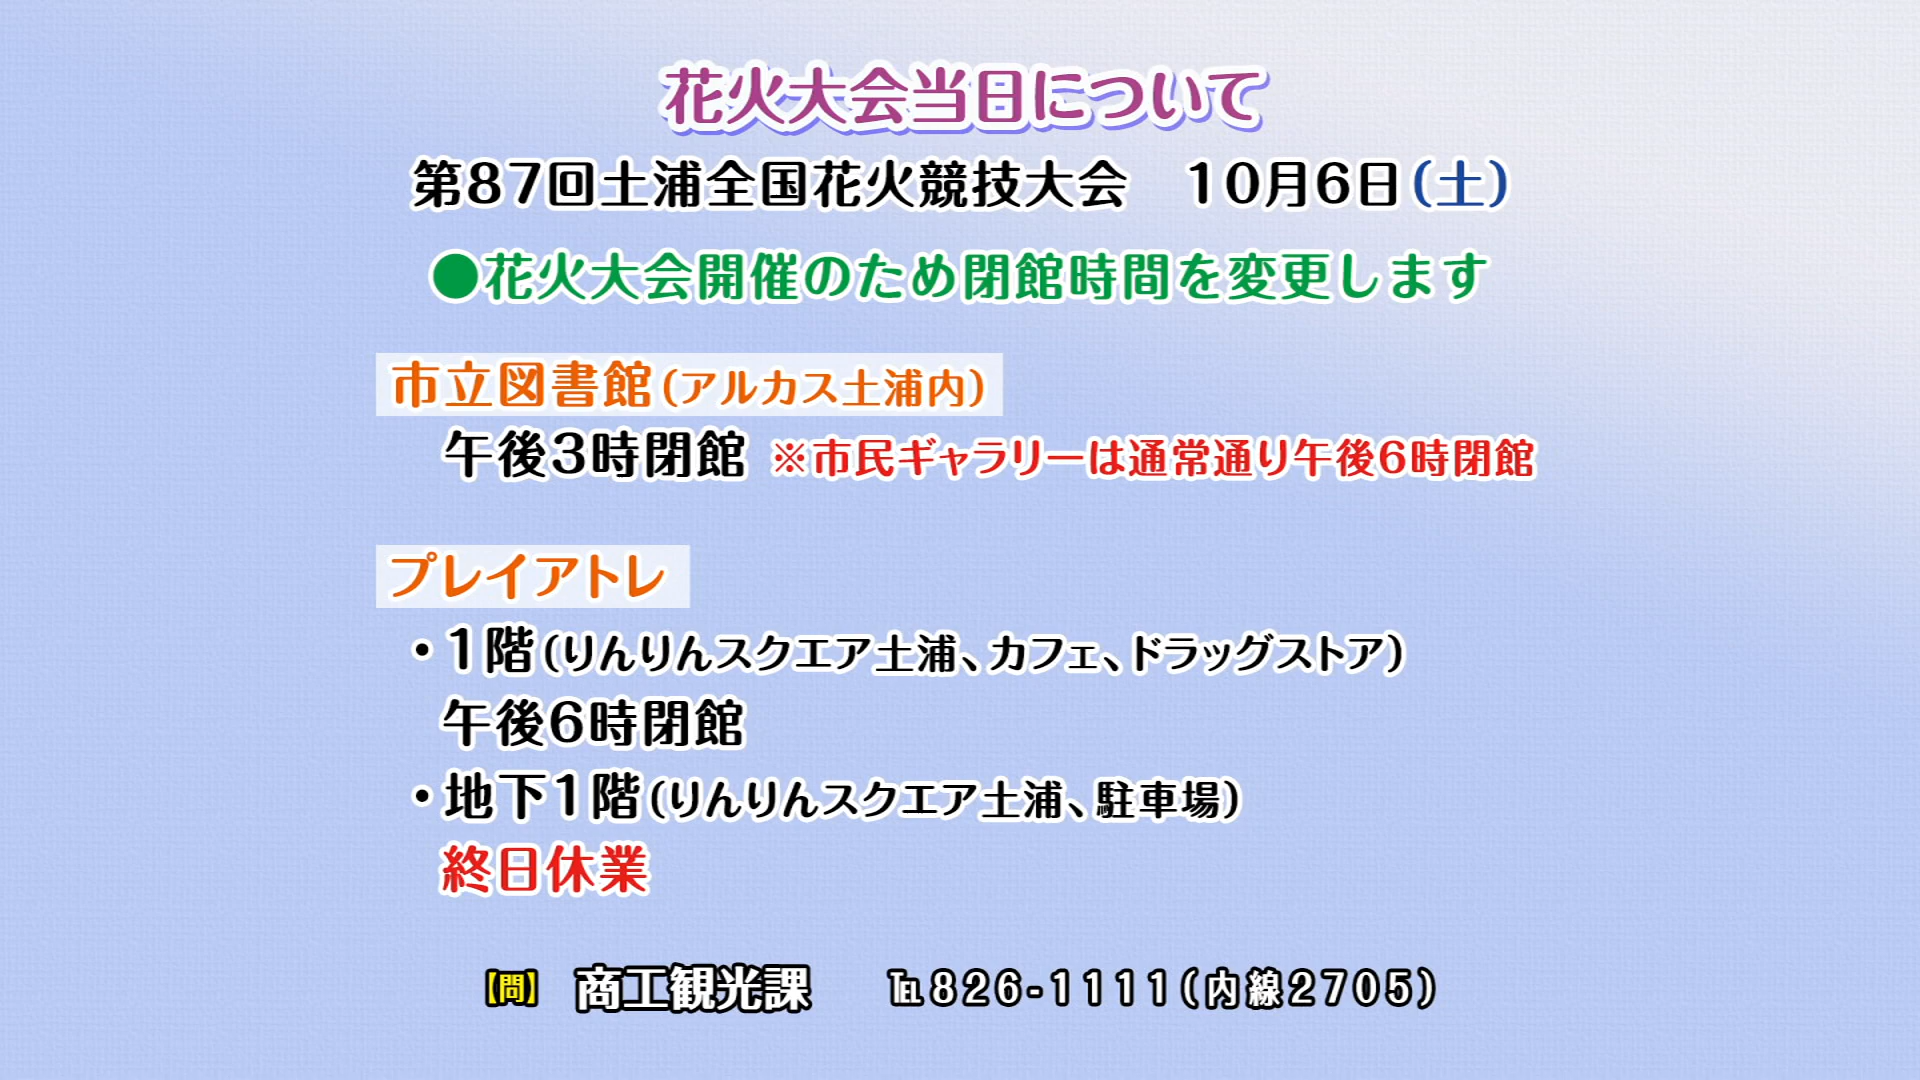 花火大会当日について
第87回土浦全国花火競技大会　10月6日(土)
●花火大会開催のため閉館時間を変更します
市立図書館(アルカス土浦内)
午後3時閉館 ※市民ギャラリーは通常通り午後6時閉館
プレイアトレ
・1階(りんりんスクエア土浦、カフェ、ドラッグストア)
午後6時閉館
・地下1階(りんりんスクエア土浦、駐車場)
終日休業
【問】 商工観光課　℡826-1111(内線2705)